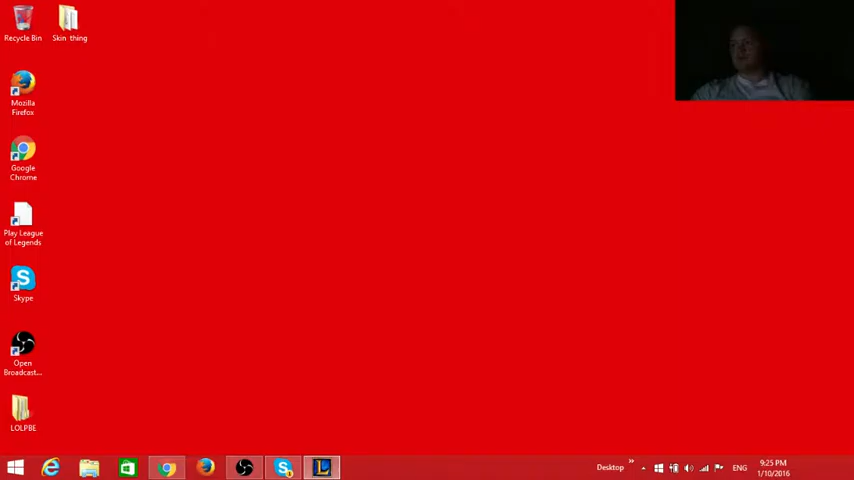 Recycle Bin
Skin thing
Mozilla
Firefox
Google
Chrome
Play League
of Legends
Skype
Open
Broadcast...
LOLPBE
Desktop
ENG
9:25 PM
1/10/2016